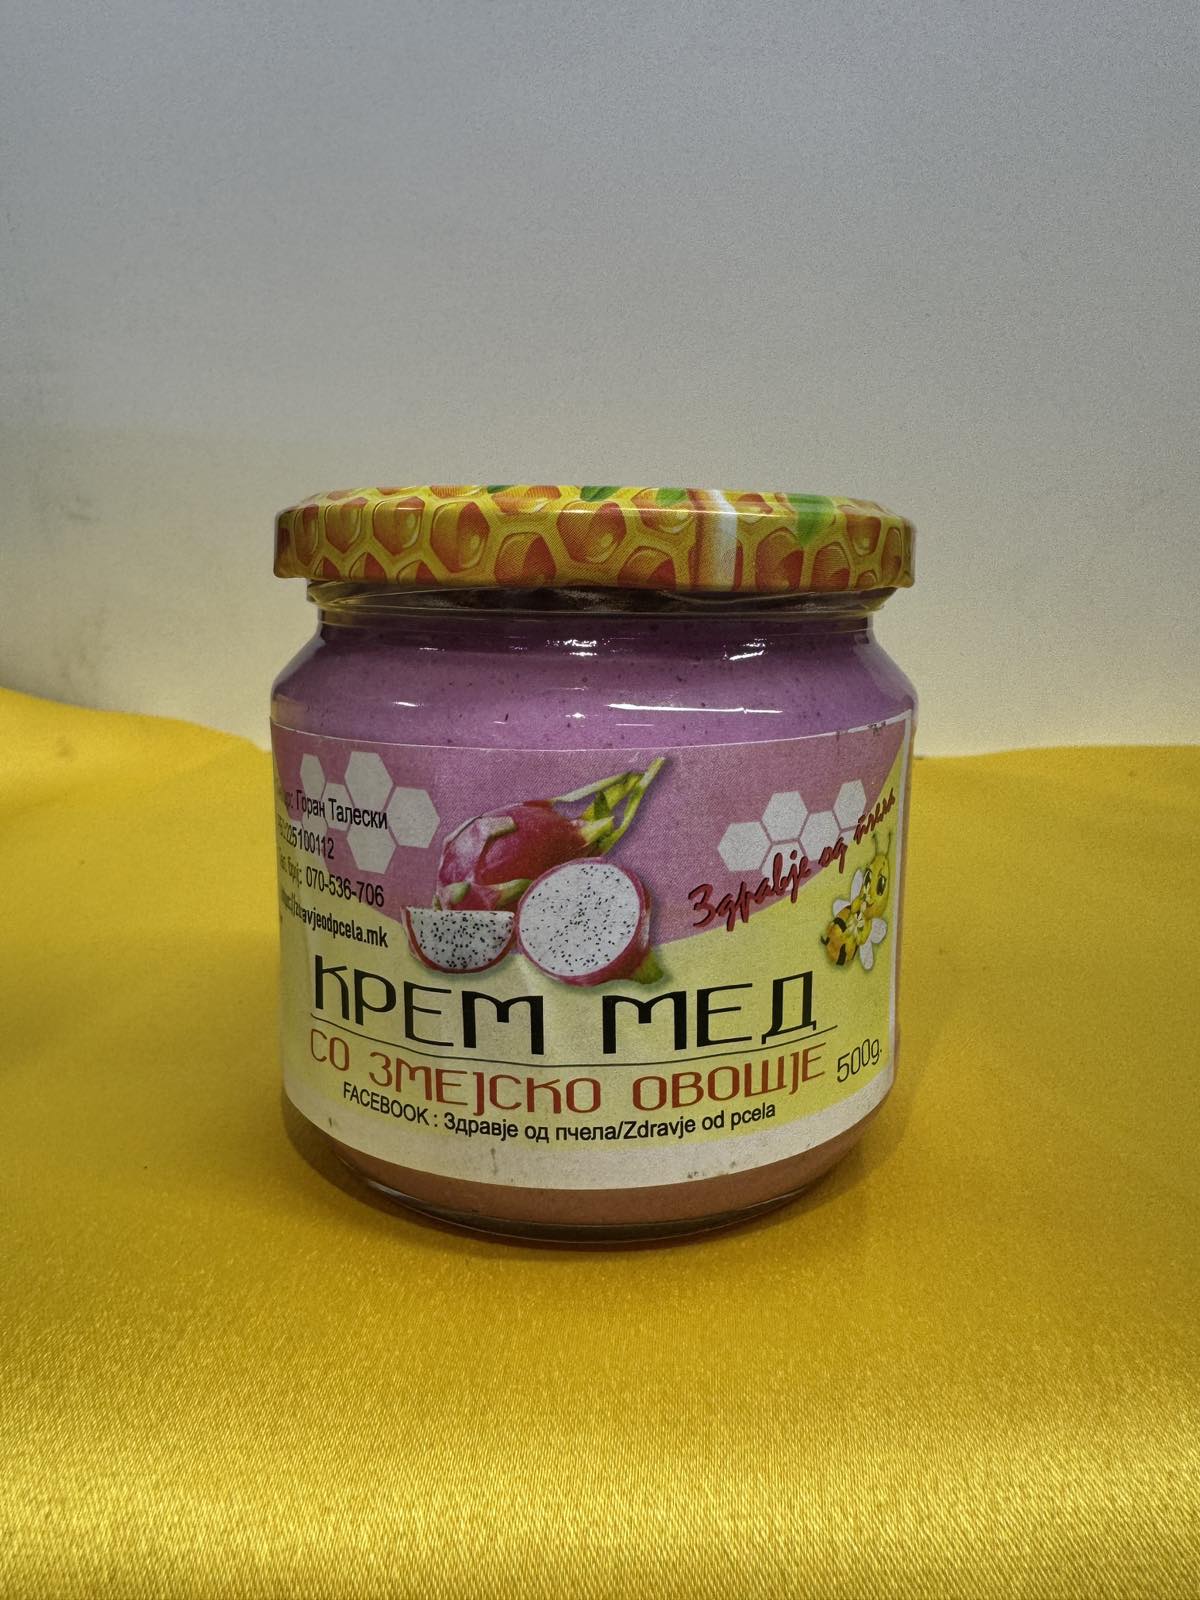 Горан Талески
070-536-706
Здравје од пчела
КРЕМ МЕД
СО ЗМЕЈСКО ОВОШЈЕ
500g.
FACEBOOK : Здравје од пчела/Zdravje od pcela